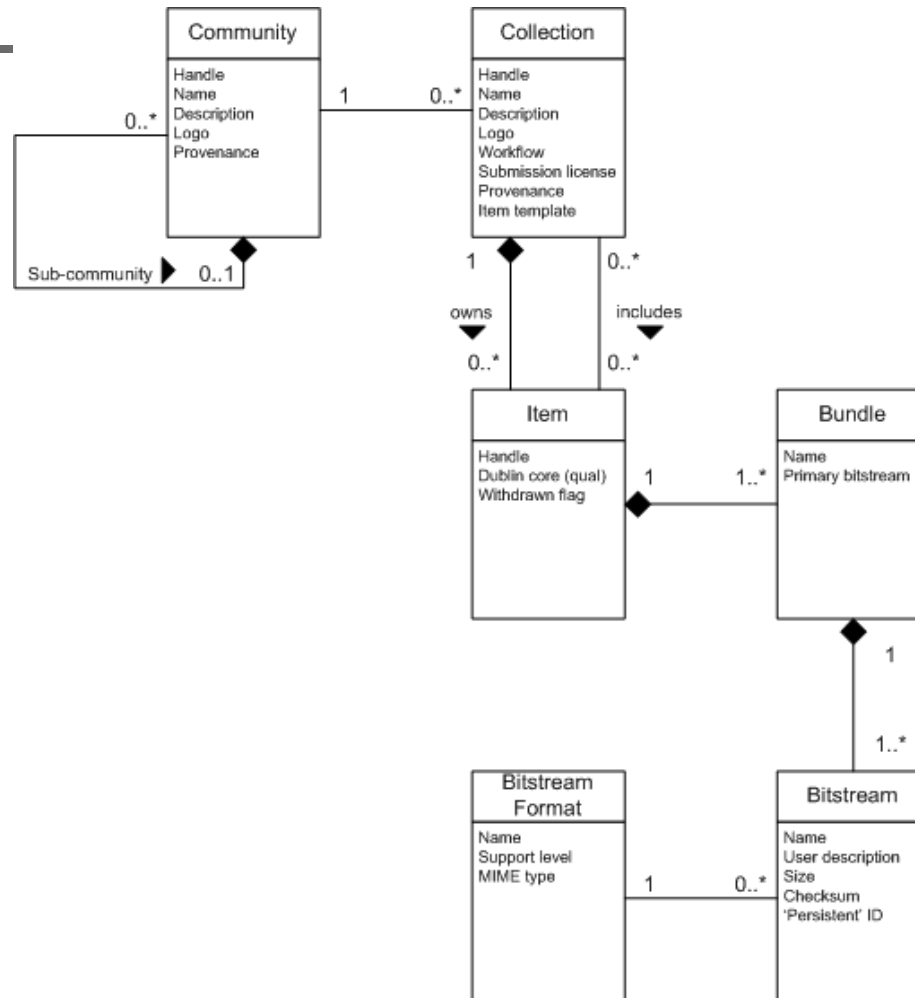 Community
Handle
Name
Description
Logo
Provenance
0..*
Sub-community
0..1
1
0..*
Collection
Handle
Name
Description
Logo
Workflow
Submission license
Provenance
Item template
1
0..*
owns
includes
0..*
0..*
Item
Handle
Dublin core (qual)
Withdrawn flag
1
1..*
Bundle
Name
Primary bitstream
1
1..*
Bitstream
Format
Name
Support level
MIME type
1
0..*
Bitstream
Name
User description
Size
Checksum
'Persistent' ID